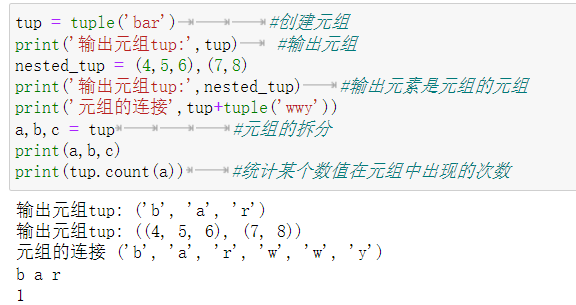 tup = tuple('bar') #创建元组
print('输出元组tup:',tup) #输出元组
nested_tup = (4,5,6),(7,8)
print('输出元组tup:',nested_tup) #输出元素是元组的元组
print('元组的连接',tup+tuple('wwy'))
a,b,c = tup #元组的拆分
print(a,b,c)
print(tup.count(a)) #统计某个数值在元组中出现的次数
输出元组tup: ('b', 'a', 'r')
输出元组tup: ((4, 5, 6), (7, 8))
元组的连接 ('b', 'a', 'r', 'w', 'w', 'y')
b a r
1